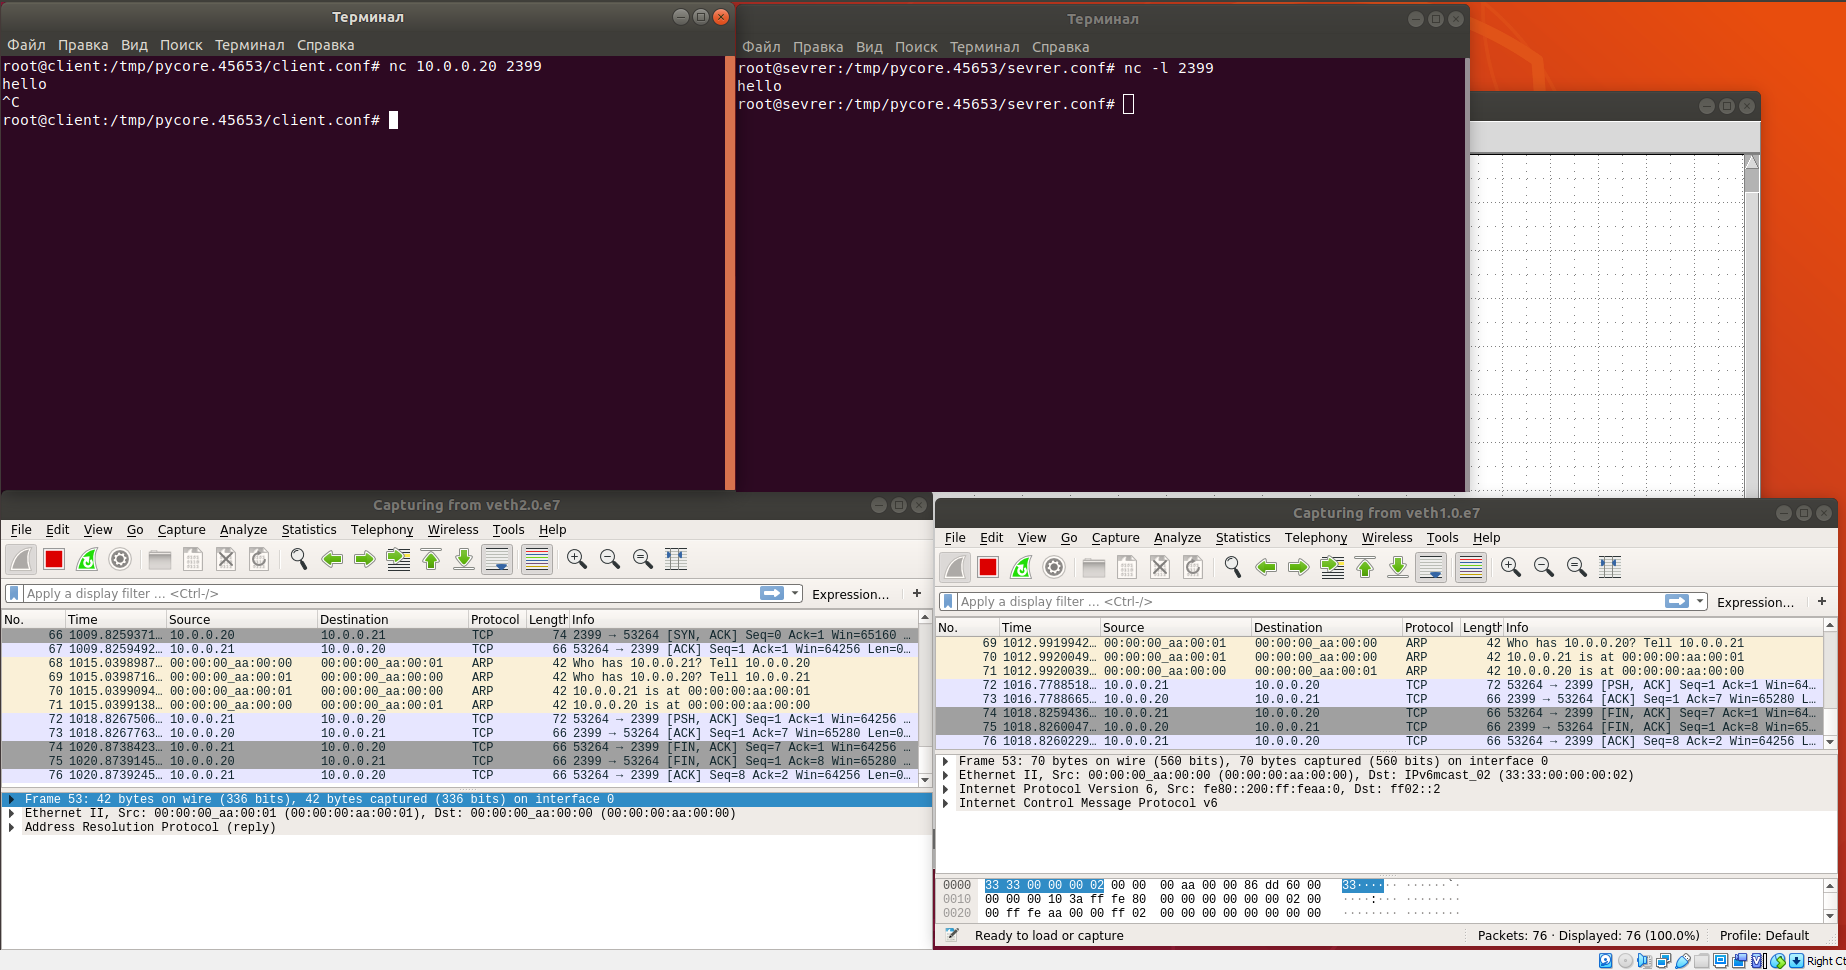 Терминал
Файл Правка Вид Поиск Терминал Справка
root@client:/tmp/pycore.45653/client.conf# nc 10.0.0.20 2399
hello
^C
root@client:/tmp/pycore.45653/client.conf#
Терминал
Файл Правка Вид Поиск Терминал Справка
root@sevrer:/tmp/pycore.45653/sevrer.conf# nc -l 2399
hello
root@sevrer:/tmp/pycore.45653/sevrer.conf#
Capturing from veth2.0.e7
File Edit View Go Capture Analyze Statistics Telephony Wireless Tools Help
Apply a display filter ... <Ctrl-/> Expression... +
No. Time Source Destination Protocol Length Info
66 1009.8259371... 10.0.0.20 10.0.0.21 TCP 74 2399 → 53264 [SYN, ACK] Seq=0 Ack=1 Win=65160 ...
67 1009.8259492... 10.0.0.21 10.0.0.20 TCP 66 53264 → 2399 [ACK] Seq=1 Ack=1 Win=64256 Len=0...
68 1015.0398987... 00:00:00_aa:00:00 00:00:00_aa:00:01 ARP 42 Who has 10.0.0.21? Tell 10.0.0.20
69 1015.0398716... 00:00:00_aa:00:01 00:00:00_aa:00:00 ARP 42 Who has 10.0.0.20? Tell 10.0.0.21
70 1015.0399094... 00:00:00_aa:00:01 00:00:00_aa:00:00 ARP 42 10.0.0.21 is at 00:00:00:aa:00:01
71 1015.0399138... 00:00:00_aa:00:00 00:00:00_aa:00:01 ARP 42 10.0.0.20 is at 00:00:00:aa:00:00
72 1018.8267506... 10.0.0.21 10.0.0.20 TCP 72 53264 → 2399 [PSH, ACK] Seq=1 Ack=1 Win=64256 ...
73 1018.8267763... 10.0.0.20 10.0.0.21 TCP 66 2399 → 53264 [ACK] Seq=1 Ack=7 Win=65280 Len=0...
74 1020.8738423... 10.0.0.21 10.0.0.20 TCP 66 53264 → 2399 [FIN, ACK] Seq=7 Ack=1 Win=64256 ...
75 1020.8739145... 10.0.0.20 10.0.0.21 TCP 66 2399 → 53264 [FIN, ACK] Seq=1 Ack=8 Win=65280 ...
76 1020.8739245... 10.0.0.21 10.0.0.20 TCP 66 53264 → 2399 [ACK] Seq=8 Ack=2 Win=64256 Len=0...
Frame 53: 42 bytes on wire (336 bits), 42 bytes captured (336 bits) on interface 0
Ethernet II, Src: 00:00:00_aa:00:01 (00:00:00:aa:00:01), Dst: 00:00:00_aa:00:00 (00:00:00:aa:00:00)
Address Resolution Protocol (reply)
Capturing from veth1.0.e7
File Edit View Go Capture Analyze Statistics Telephony Wireless Tools Help
Apply a display filter ... <Ctrl-/> Expression... +
No. Time Source Destination Protocol Length Info
69 1012.9919942... 00:00:00_aa:00:01 00:00:00_aa:00:00 ARP 42 Who has 10.0.0.20? Tell 10.0.0.21
70 1012.9920049... 00:00:00_aa:00:01 00:00:00_aa:00:00 ARP 42 10.0.0.21 is at 00:00:00:aa:00:01
71 1012.9920039... 00:00:00_aa:00:00 00:00:00_aa:00:01 ARP 42 10.0.0.20 is at 00:00:00:aa:00:00
72 1016.7788518... 10.0.0.21 10.0.0.20 TCP 72 53264 → 2399 [PSH, ACK] Seq=1 Ack=1 Win=64...
73 1016.7788665... 10.0.0.20 10.0.0.21 TCP 66 2399 → 53264 [ACK] Seq=1 Ack=7 Win=65280 L...
74 1018.8259436... 10.0.0.21 10.0.0.20 TCP 66 53264 → 2399 [FIN, ACK] Seq=7 Ack=1 Win=64...
75 1018.8260047... 10.0.0.20 10.0.0.21 TCP 66 2399 → 53264 [FIN, ACK] Seq=1 Ack=8 Win=65...
76 1018.8260229... 10.0.0.21 10.0.0.20 TCP 66 53264 → 2399 [ACK] Seq=8 Ack=2 Win=64256 L...
Frame 53: 70 bytes on wire (560 bits), 70 bytes captured (560 bits) on interface 0
Ethernet II, Src: 00:00:00_aa:00:00 (00:00:00:aa:00:00), Dst: IPv6mcast_02 (33:33:00:00:00:02)
Internet Protocol Version 6, Src: fe80::200:ff:feaa:0, Dst: ff02::2
Internet Control Message Protocol v6
0000 33 33 00 00 00 02 00 00 00 aa 00 00 86 dd 60 00 33······ ······`·
0010 00 00 00 10 3a ff fe 80 00 00 00 00 00 00 02 00 ····:··· ········
0020 00 ff fe aa 00 00 ff 02 00 00 00 00 00 00 00 00 ········ ········
Ready to load or capture Packets: 76 · Displayed: 76 (100.0%) Profile: Default
Right Ct